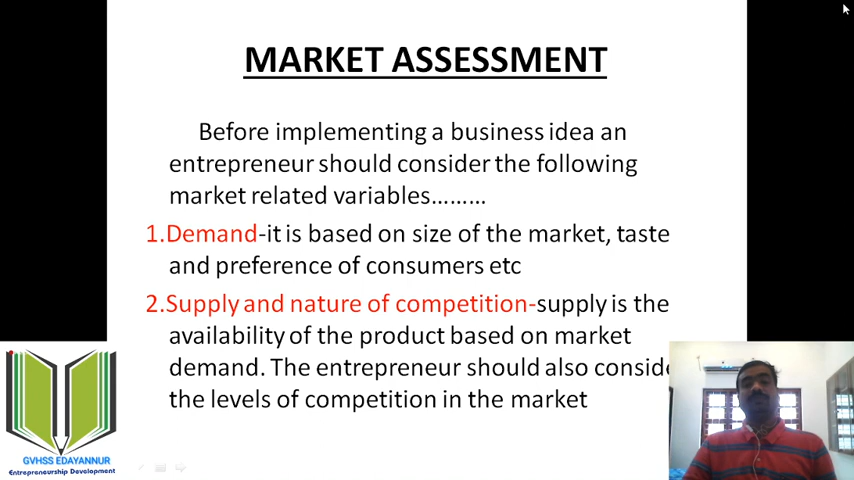 MARKET ASSESSMENT
Before implementing a business idea an
entrepreneur should consider the following
market related variables.........
1.Demand-it is based on size of the market, taste
and preference of consumers etc
2.Supply and nature of competition-supply is the
availability of the product based on market
demand. The entrepreneur should also conside
the levels of competition in the market
GVHSS EDAYANNUR
Entrepreneurship Development